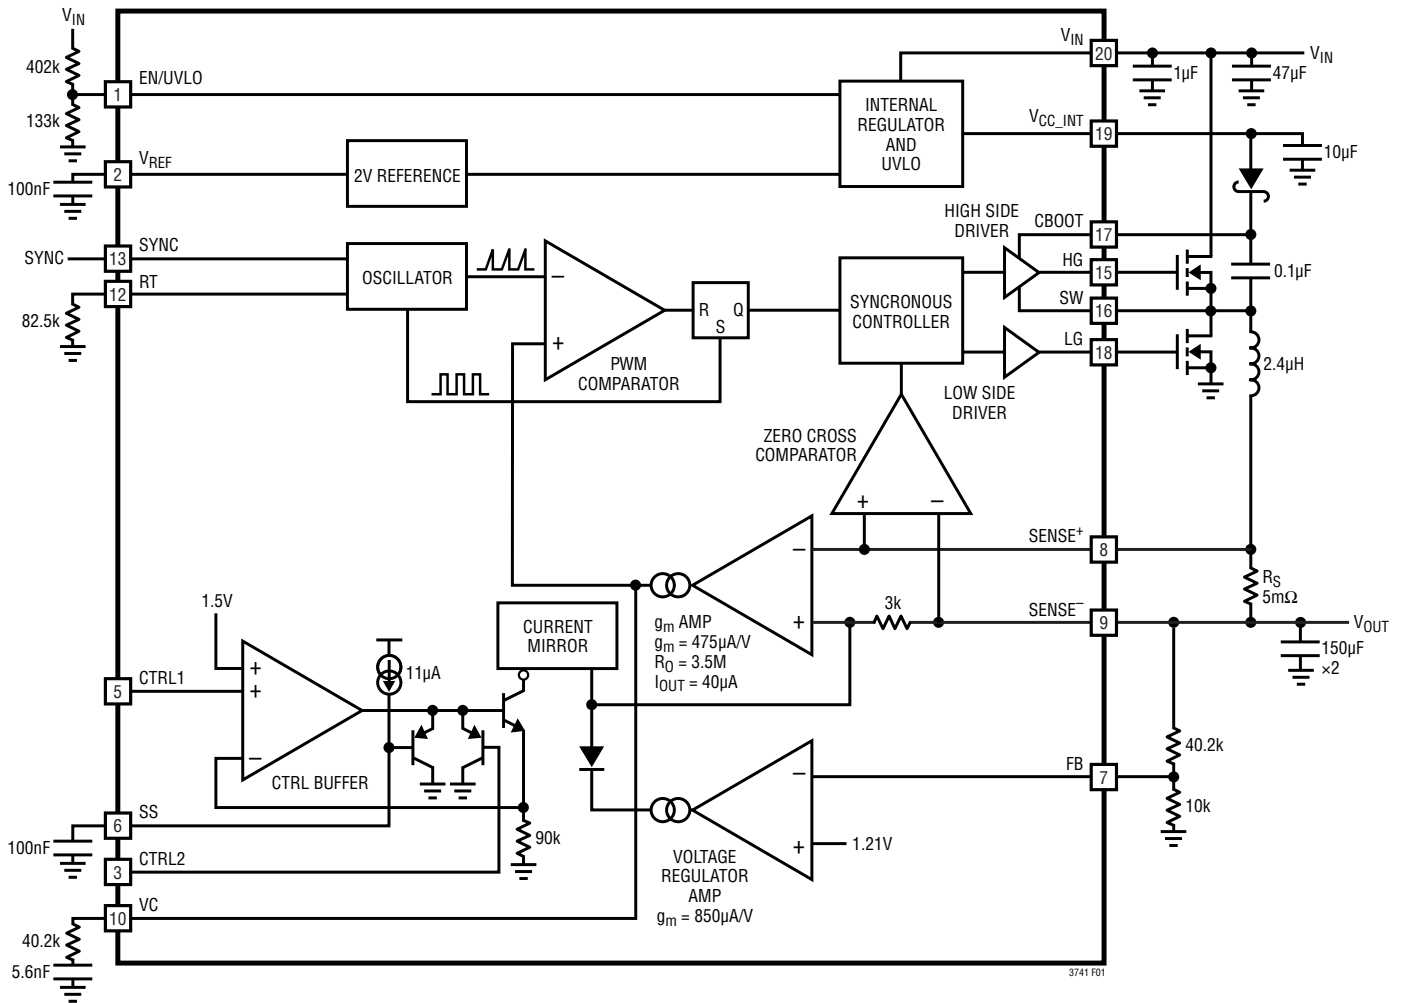 VIN
402k
133k
1
EN/UVLO
2
VREF
100nF
2V REFERENCE
INTERNAL
REGULATOR
AND
UVLO
VIN
20
VIN
1µF
47µF
VCC_INT
19
10µF
SYNC
13
SYNC
12
RT
82.5k
OSCILLATOR
−
+
PWM
COMPARATOR
R
Q
S
SYNCRONOUS
CONTROLLER
HIGH SIDE
DRIVER
CBOOT
17
HG
15
SW
16
LG
18
LOW SIDE
DRIVER
0.1µF
2.4µH
ZERO CROSS
COMPARATOR
+
−
SENSE+
8
RS
5mΩ
SENSE−
9
VOUT
150µF
×2
3k
−
+
gm AMP
gm = 475µA/V
RO = 3.5M
IOUT = 40µA
CURRENT
MIRROR
1.5V
+
+
−
CTRL BUFFER
11µA
5
CTRL1
6
SS
100nF
3
CTRL2
90k
10
VC
40.2k
5.6nF
−
+
1.21V
VOLTAGE
REGULATOR
AMP
gm = 850µA/V
FB
7
40.2k
10k
3741 F01